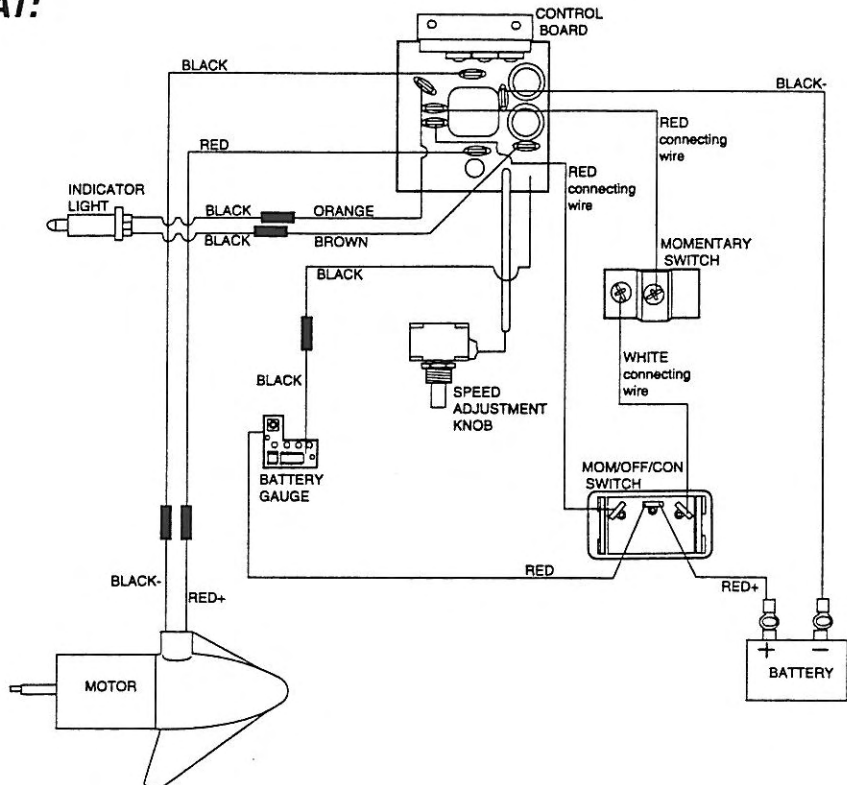 CONTROL
BOARD
BLACK
BLACK-
RED
connecting
wire
RED
RED
connecting
wire
INDICATOR
LIGHT
BLACK
ORANGE
BLACK
BROWN
MOMENTARY
SWITCH
BLACK
WHITE
connecting
wire
BLACK
SPEED
ADJUSTMENT
KNOB
BATTERY
GAUGE
MOM/OFF/CON
SWITCH
RED
RED+
BLACK-
RED+
+ −
MOTOR
BATTERY